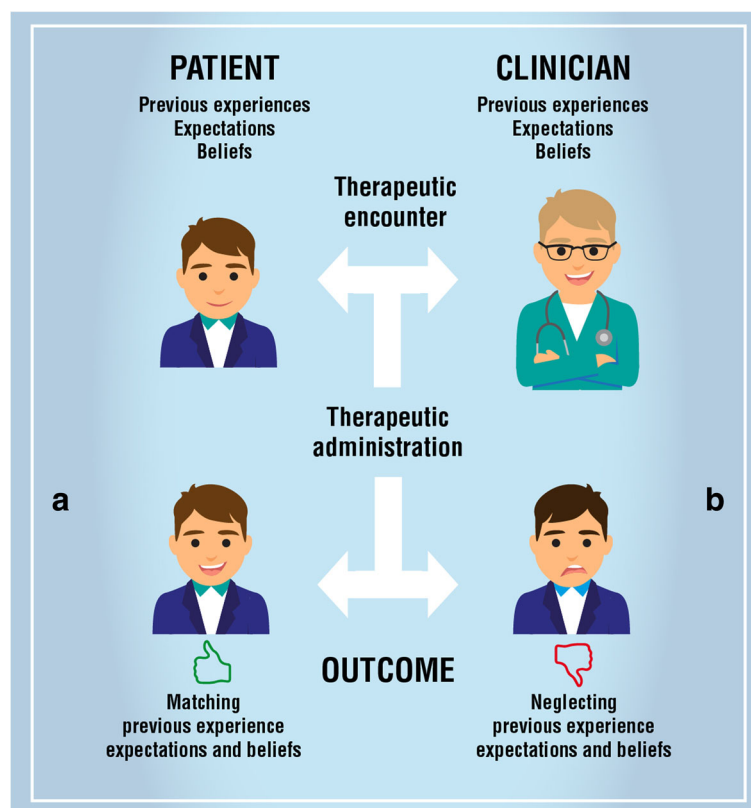 PATIENT
Previous experiences
Expectations
Beliefs
CLINICIAN
Previous experiences
Expectations
Beliefs
Therapeutic
encounter
Therapeutic
administration
a
b
OUTCOME
Matching
previous experience
expectations and beliefs
Neglecting
previous experience
expectations and beliefs